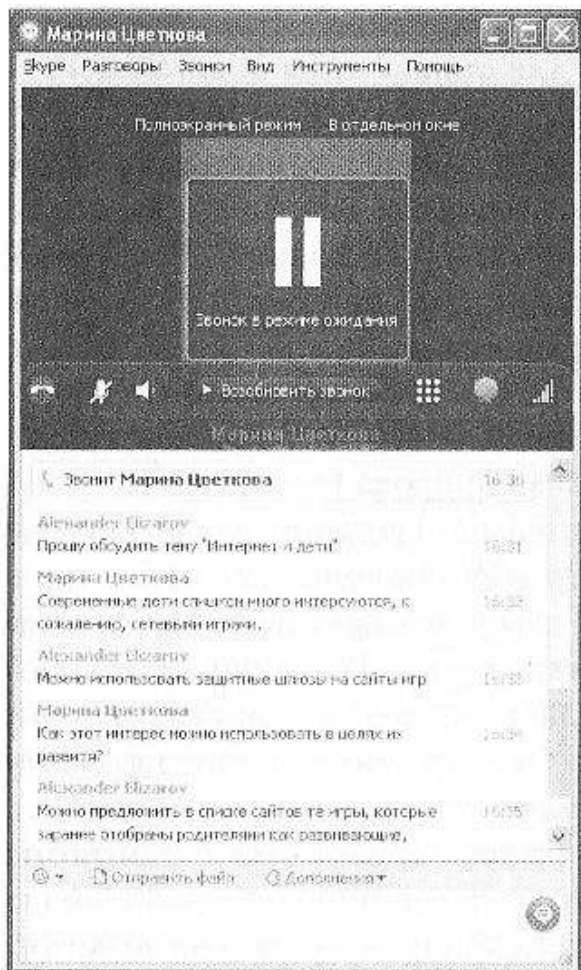 Марина Цветкова
Skype Разговоры Звонки Вид Инструменты Помощь
Полноэкранный режим В отдельном окне
Звонок в режиме ожидания
Возобновить звонок
Марина Цветкова
Звонит Марина Цветкова
Alexander Elizarov
Прошу обсудить тему "Интернет и дети"
Марина Цветкова
Современные дети слишком много интересуются, к
сожалению, сетевыми играми.
Alexander Elizarov
Можно использовать защитные шлюзы на сайты игр
Марина Цветкова
Как этот интерес можно использовать в целях их
развитя?
Alexander Elizarov
Можно предложить в списке сайтов те игры, которые
заранее отобраны родителями как развивающие,
Отправить файл Дополнения